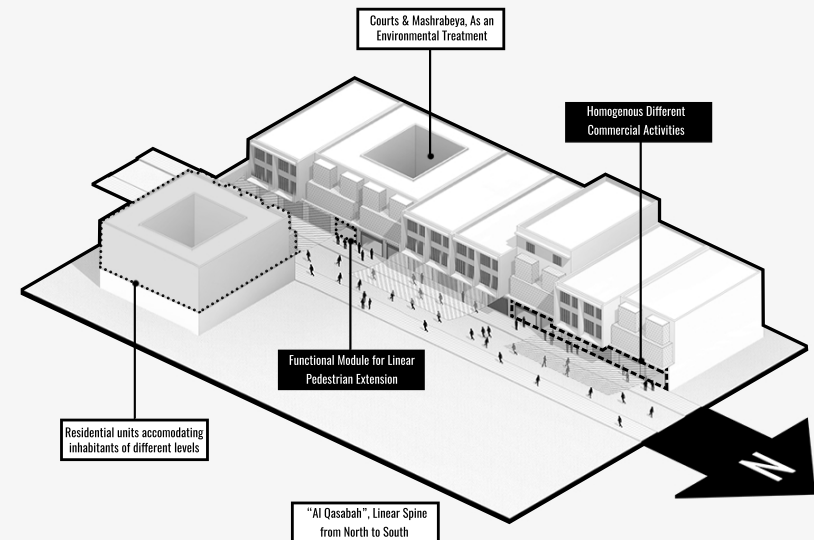 Courts & Mashrabeya, As an
Environmental Treatment
Homogenous Different
Commercial Activities
Functional Module for Linear
Pedestrian Extension
Residential units accomodating
inhabitants of different levels
N
“Al Qasabah”, Linear Spine
from North to South